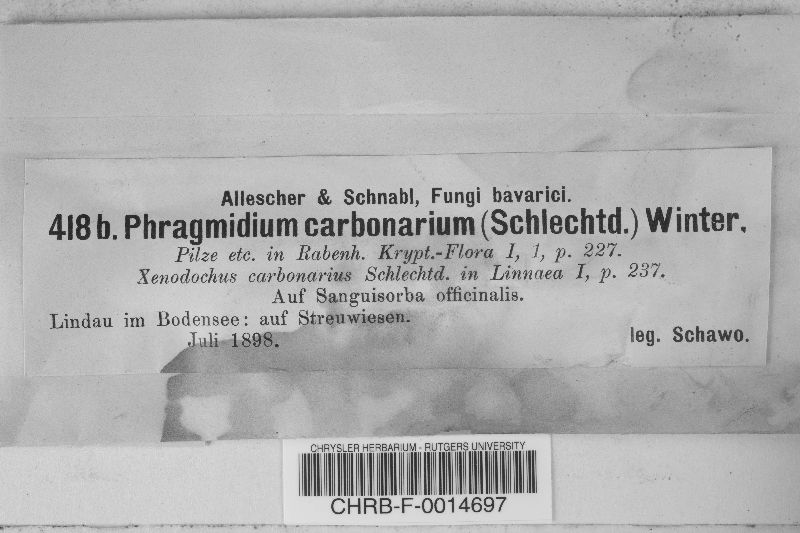 Allescher & Schnabl, Fungi bavarici.
418 b. Phragmidium carbonarium (Schlechtd.) Winter.
Pilze etc. in Rabenh. Krypt.-Flora I, 1, p. 227.
Xenodochus carbonarius Schlechtd. in Linnaea I, p. 237.
Auf Sanguisorba officinalis.
Lindau im Bodensee: auf Streuwiesen.
Juli 1898.
leg. Schawo.
CHRYSLER HERBARIUM - RUTGERS UNIVERSITY
CHRB-F-0014697